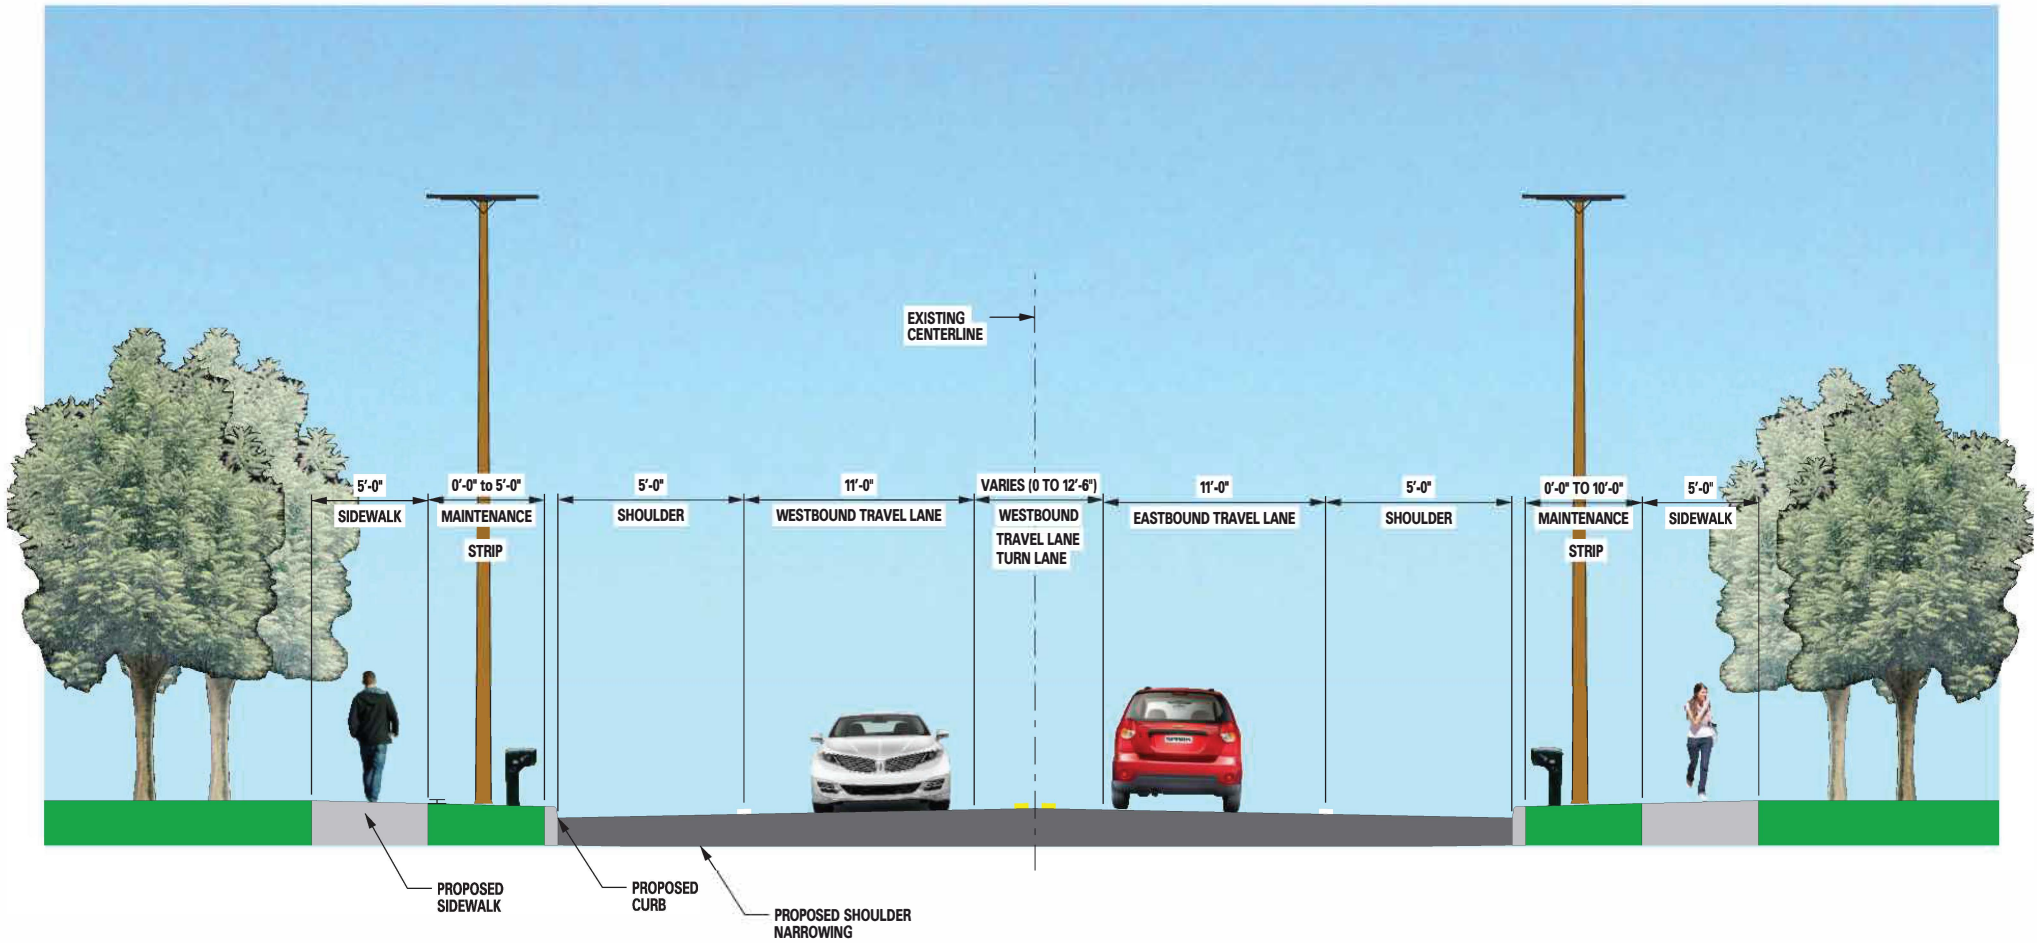 EXISTING
CENTERLINE
5'-0"
SIDEWALK
0'-0" to 5'-0"
MAINTENANCE
STRIP
5'-0"
SHOULDER
11'-0"
WESTBOUND TRAVEL LANE
VARIES (0 TO 12'-6")
WESTBOUND
TRAVEL LANE
TURN LANE
11'-0"
EASTBOUND TRAVEL LANE
5'-0"
SHOULDER
0'-0" TO 10'-0"
MAINTENANCE
STRIP
5'-0"
SIDEWALK
PROPOSED
SIDEWALK
PROPOSED
CURB
PROPOSED SHOULDER
NARROWING